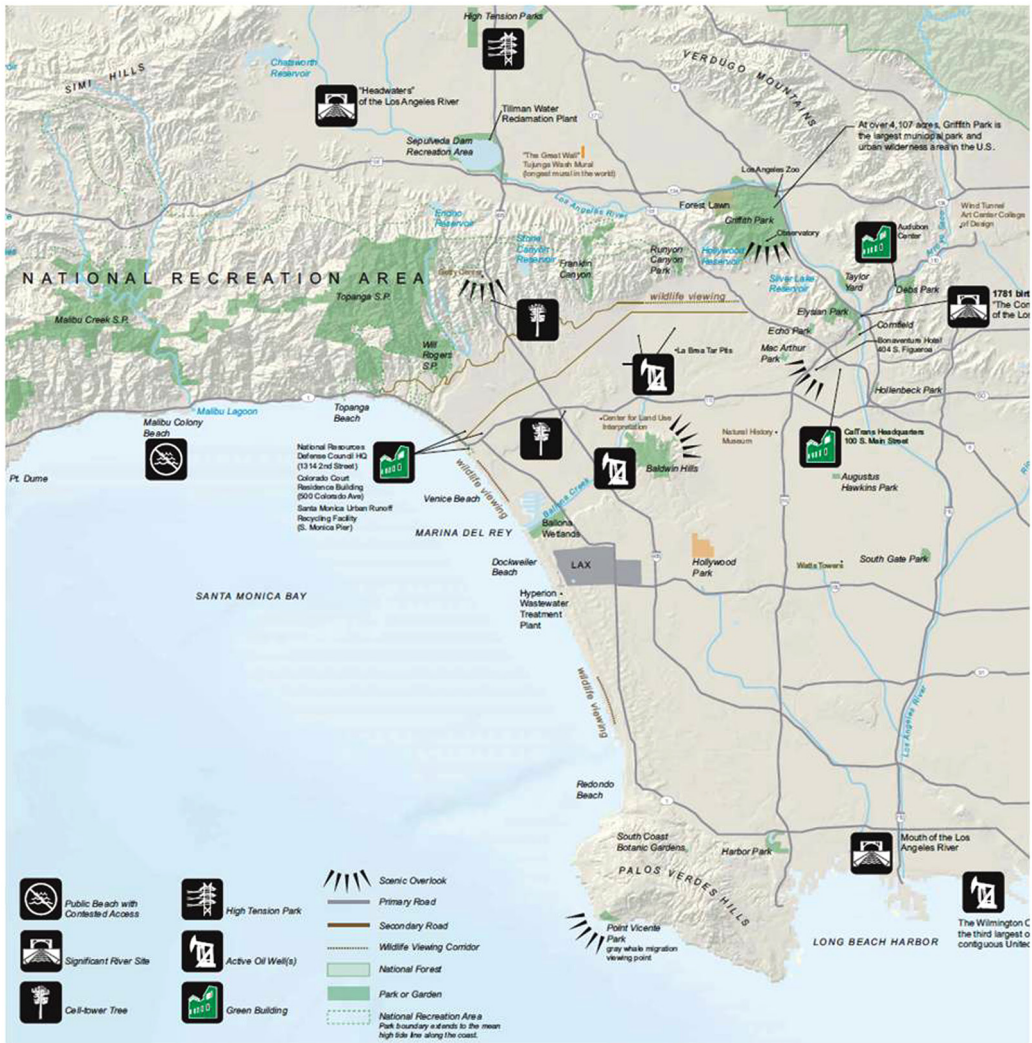 High Tension Parks
SIMI HILLS
Chatsworth
Reservoir
VERDUGO MOUNTAINS
"Headwaters"
of the Los Angeles River
Tillman Water
Reclamation Plant
At over 4,107 acres, Griffith Park is
the largest municipal park and
urban wilderness area in the U.S.
Sepulveda Dam
Recreation Area
"The Great Wall"
Tujunga Wash Mural
(longest mural in the world)
Los Angeles Zoo
Forest Lawn
Griffith Park
Los Angeles River
Encino
Reservoir
Observatory
Wind Tunnel
Art Center College
of Design
Audubon
Center
Arroyo Seco
Stone
Canyon
Reservoir
Franklin
Canyon
Runyon
Canyon
Park
Hollywood
Reservoir
NATIONAL RECREATION AREA
Getty Center
Silver Lake
Reservoir
Taylor
Yard
Debs Park
Topanga S.P.
wildlife viewing
1781 birt
"The Con
of the Los
Malibu Creek S.P.
Elysian Park
Echo Park
Cornfield
Mac Arthur
Park
Bonaventure Hotel
404 S. Figueroa
Will
Rogers
S.P.
La Brea Tar Pits
Hollenbeck Park
Malibu Lagoon
1
Topanga
Beach
Malibu Colony
Beach
Center for Land Use
Interpretation
Natural History
Museum
CalTrans Headquarters
100 S. Main Street
National Resources
Defense Council HQ
(1314 2nd Street)
Colorado Court
Residence Building
(500 Colorado Ave)
Santa Monica Urban Runoff
Recycling Facility
(S. Monica Pier)
Pt. Dume
wildlife viewing
Baldwin Hills
Augustus
Hawkins Park
Venice Beach
Ballona Creek
MARINA DEL REY
Ballona
Wetlands
Dockweiler
Beach
LAX
Hollywood
Park
Watts Towers
South Gate Park
SANTA MONICA BAY
Hyperion
Wastewater
Treatment
Plant
wildlife viewing
Los Angeles River
Redondo
Beach
South Coast
Botanic Gardens
Harbor Park
Mouth of the Los
Angeles River
PALOS VERDES HILLS
Point Vicente
Park
gray whale migration
viewing point
LONG BEACH HARBOR
The Wilmington O
the third largest o
contiguous United
Public Beach with
Contested Access
Significant River Site
Cell-tower Tree
High Tension Park
Active Oil Well(s)
Green Building
Scenic Overlook
Primary Road
Secondary Road
Wildlife Viewing Corridor
National Forest
Park or Garden
National Recreation Area
Park boundary extends to the mean
high tide line along the coast.